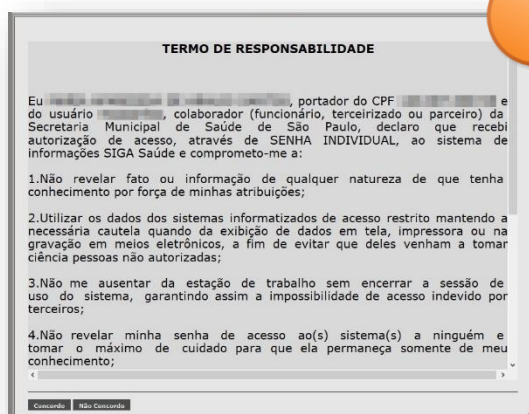 TERMO DE RESPONSABILIDADE
Eu , portador do CPF e
do usuário , colaborador (funcionário, terceirizado ou parceiro) da
Secretaria Municipal de Saúde de São Paulo, declaro que recebi
autorização de acesso, através de SENHA INDIVIDUAL, ao sistema de
informações SIGA Saúde e comprometo-me a:
1.Não revelar fato ou informação de qualquer natureza de que tenha
conhecimento por força de minhas atribuições;
2.Utilizar os dados dos sistemas informatizados de acesso restrito mantendo a
necessária cautela quando da exibição de dados em tela, impressora ou na
gravação em meios eletrônicos, a fim de evitar que deles venham a tomar
ciência pessoas não autorizadas;
3.Não me ausentar da estação de trabalho sem encerrar a sessão de
uso do sistema, garantindo assim a impossibilidade de acesso indevido por
terceiros;
4.Não revelar minha senha de acesso ao(s) sistema(s) a ninguém e
tomar o máximo de cuidado para que ela permaneça somente de meu
conhecimento;
Concordo Não Concordo